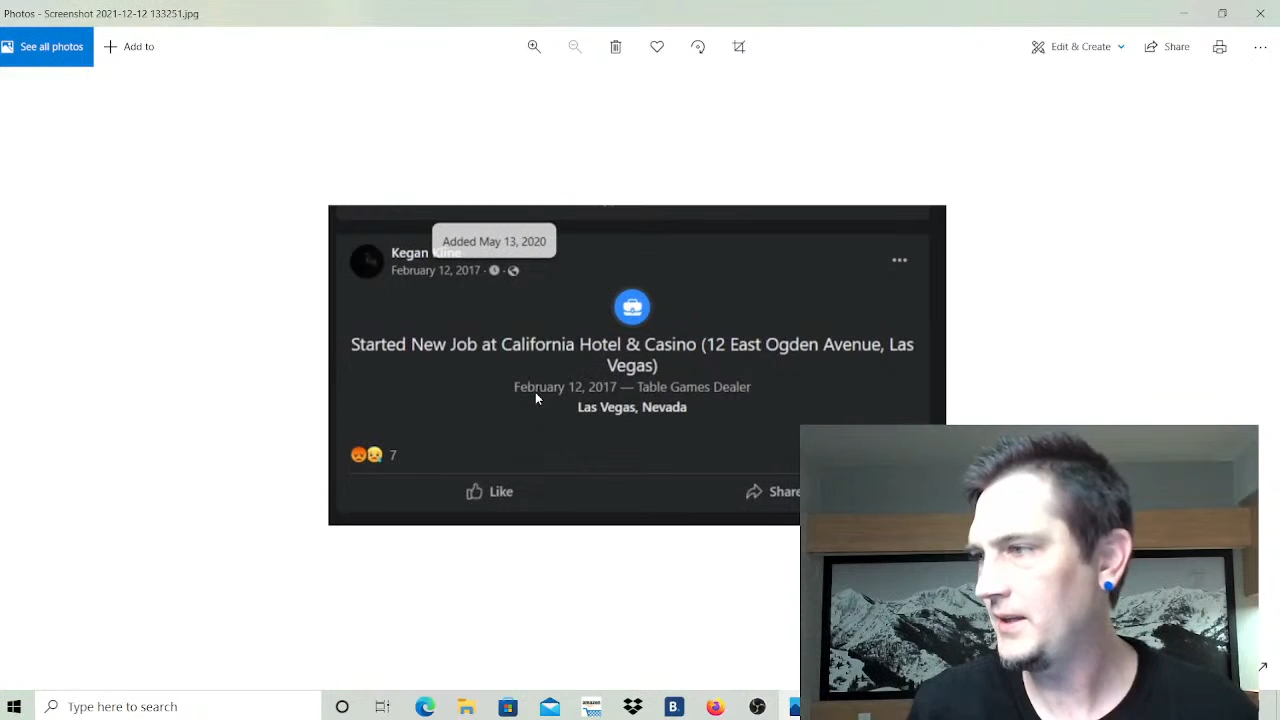 Photos - Screenshot 2021-12-12 133251.jpg
See all photos
Add to
Edit & Create
Share
Added May 13, 2020
Kegan Kline
February 12, 2017
Started New Job at California Hotel & Casino (12 East Ogden Avenue, Las
Vegas)
February 12, 2017 — Table Games Dealer
Las Vegas, Nevada
7
Like
Share
Type here to search
amazon
B.